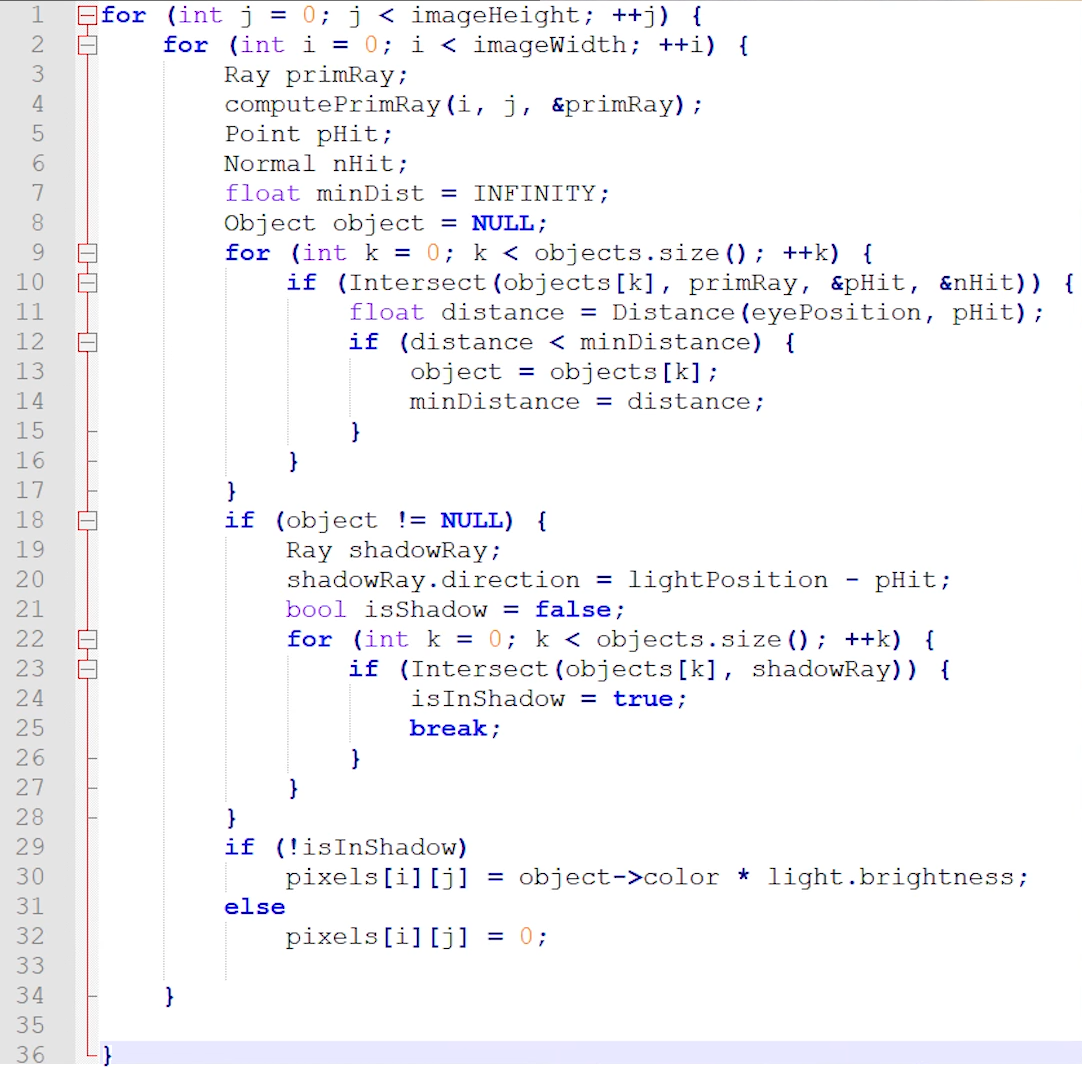 1 for (int j = 0; j < imageHeight; ++j) {
2 for (int i = 0; i < imageWidth; ++i) {
3 Ray primRay;
4 computePrimRay(i, j, &primRay);
5 Point pHit;
6 Normal nHit;
7 float minDist = INFINITY;
8 Object object = NULL;
9 for (int k = 0; k < objects.size(); ++k) {
10 if (Intersect(objects[k], primRay, &pHit, &nHit)) {
11 float distance = Distance(eyePosition, pHit);
12 if (distance < minDistance) {
13 object = objects[k];
14 minDistance = distance;
15 }
16 }
17 }
18 if (object != NULL) {
19 Ray shadowRay;
20 shadowRay.direction = lightPosition - pHit;
21 bool isShadow = false;
22 for (int k = 0; k < objects.size(); ++k) {
23 if (Intersect(objects[k], shadowRay)) {
24 isInShadow = true;
25 break;
26 }
27 }
28 }
29 if (!isInShadow)
30 pixels[i][j] = object->color * light.brightness;
31 else
32 pixels[i][j] = 0;
33
34 }
35
36 }